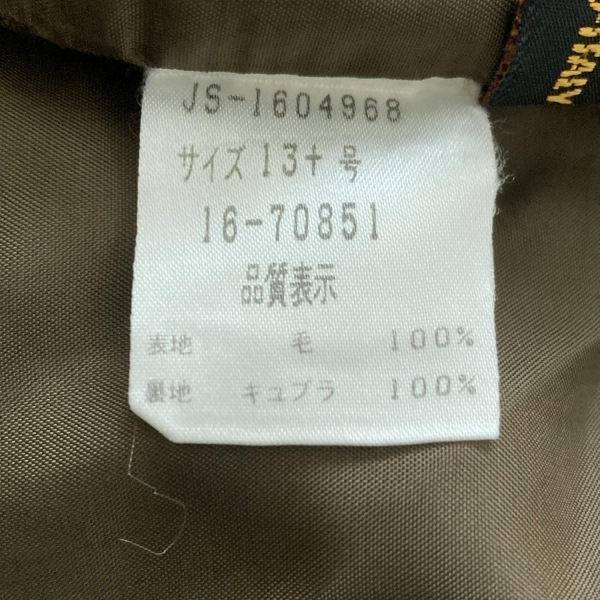 JS-1604968
サイズ 13+ 号
16-70851
品質表示
表地 毛 100%
裏地 キュプラ 100%
ITALY